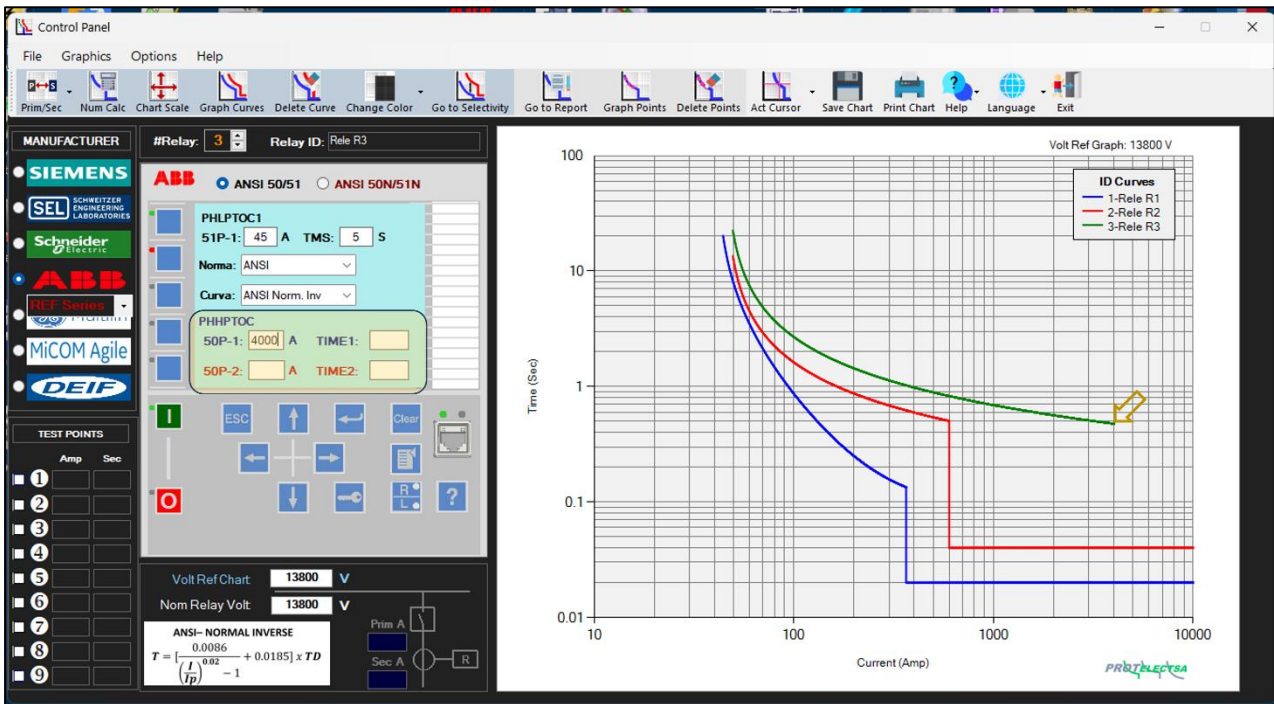 Control Panel
File Graphics Options Help
P S
Prim/Sec Num Calc Chart Scale Graph Curves Delete Curve Change Color Go to Selectivity Go to Report Graph Points Delete Points Act Cursor Save Chart Print Chart Help Language Exit
MANUFACTURER
SIEMENS
SEL SCHWEITZER
ENGINEERING
LABORATORIES
Schneider
Electric
ABB
REF Series
MiCOM Agile
DEIF
TEST POINTS
Amp Sec
1
2
3
4
5
6
7
8
9
#Relay: 3 Relay ID: Rele R3
ABB ANSI 50/51 ANSI 50N/51N
PHLPTOC1
51P-1: 45 A TMS: 5 S
Norma: ANSI
Curva: ANSI Norm. Inv
PHHPTOC
50P-1: 4000 A TIME1:
50P-2: A TIME2:
I
ESC Clear
O
R
L
?
Volt Ref Chart 13800 V
Nom Relay Volt 13800 V
Prim A
Sec A
R
ANSI– NORMAL INVERSE
T = [0.0086 / ((I/Ip)^0.02 − 1) + 0.0185] x TD
Volt Ref Graph: 13800 V
ID Curves
1-Rele R1
2-Rele R2
3-Rele R3
Time (Sec)
100
10
1
0.1
0.01
10 100 1000 10000
Current (Amp)
PROTELECTSA